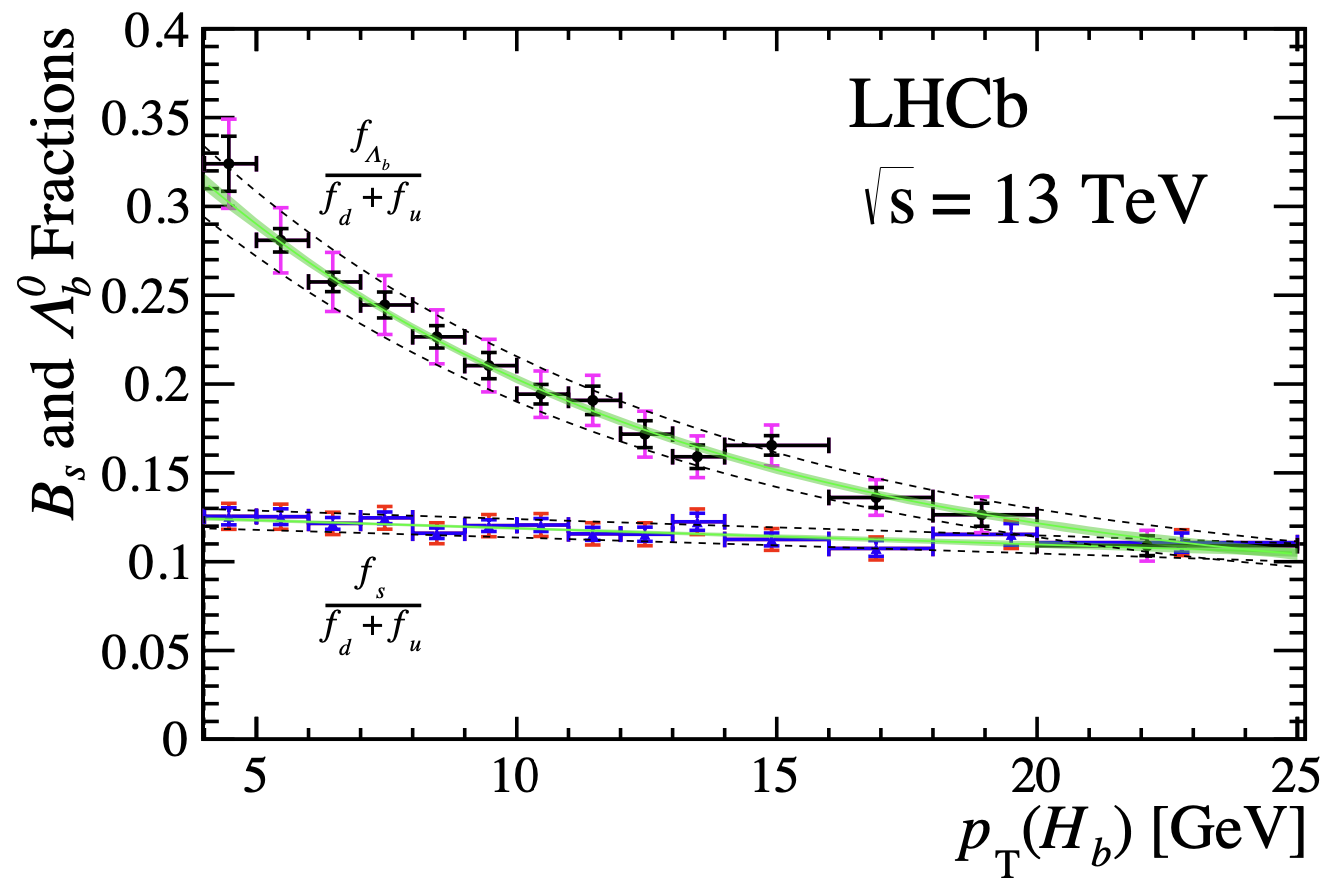 B_s and Λ_b^0 Fractions
0.4
0.35
0.3
0.25
0.2
0.15
0.1
0.05
0
LHCb
√s = 13 TeV
f_{Λ_b}
f_d + f_u
f_s
f_d + f_u
5 10 15 20 25
p_T(H_b) [GeV]